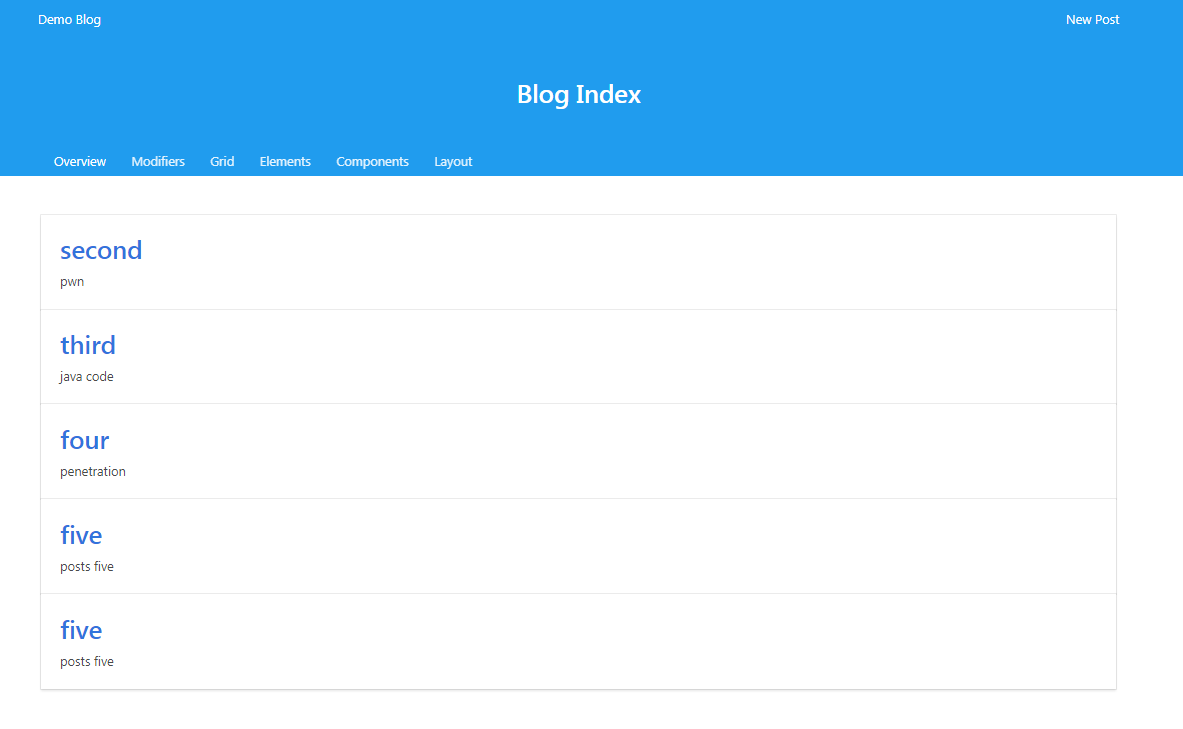 Demo Blog New Post
Blog Index
Overview Modifiers Grid Elements Components Layout
second
pwn
third
java code
four
penetration
five
posts five
five
posts five